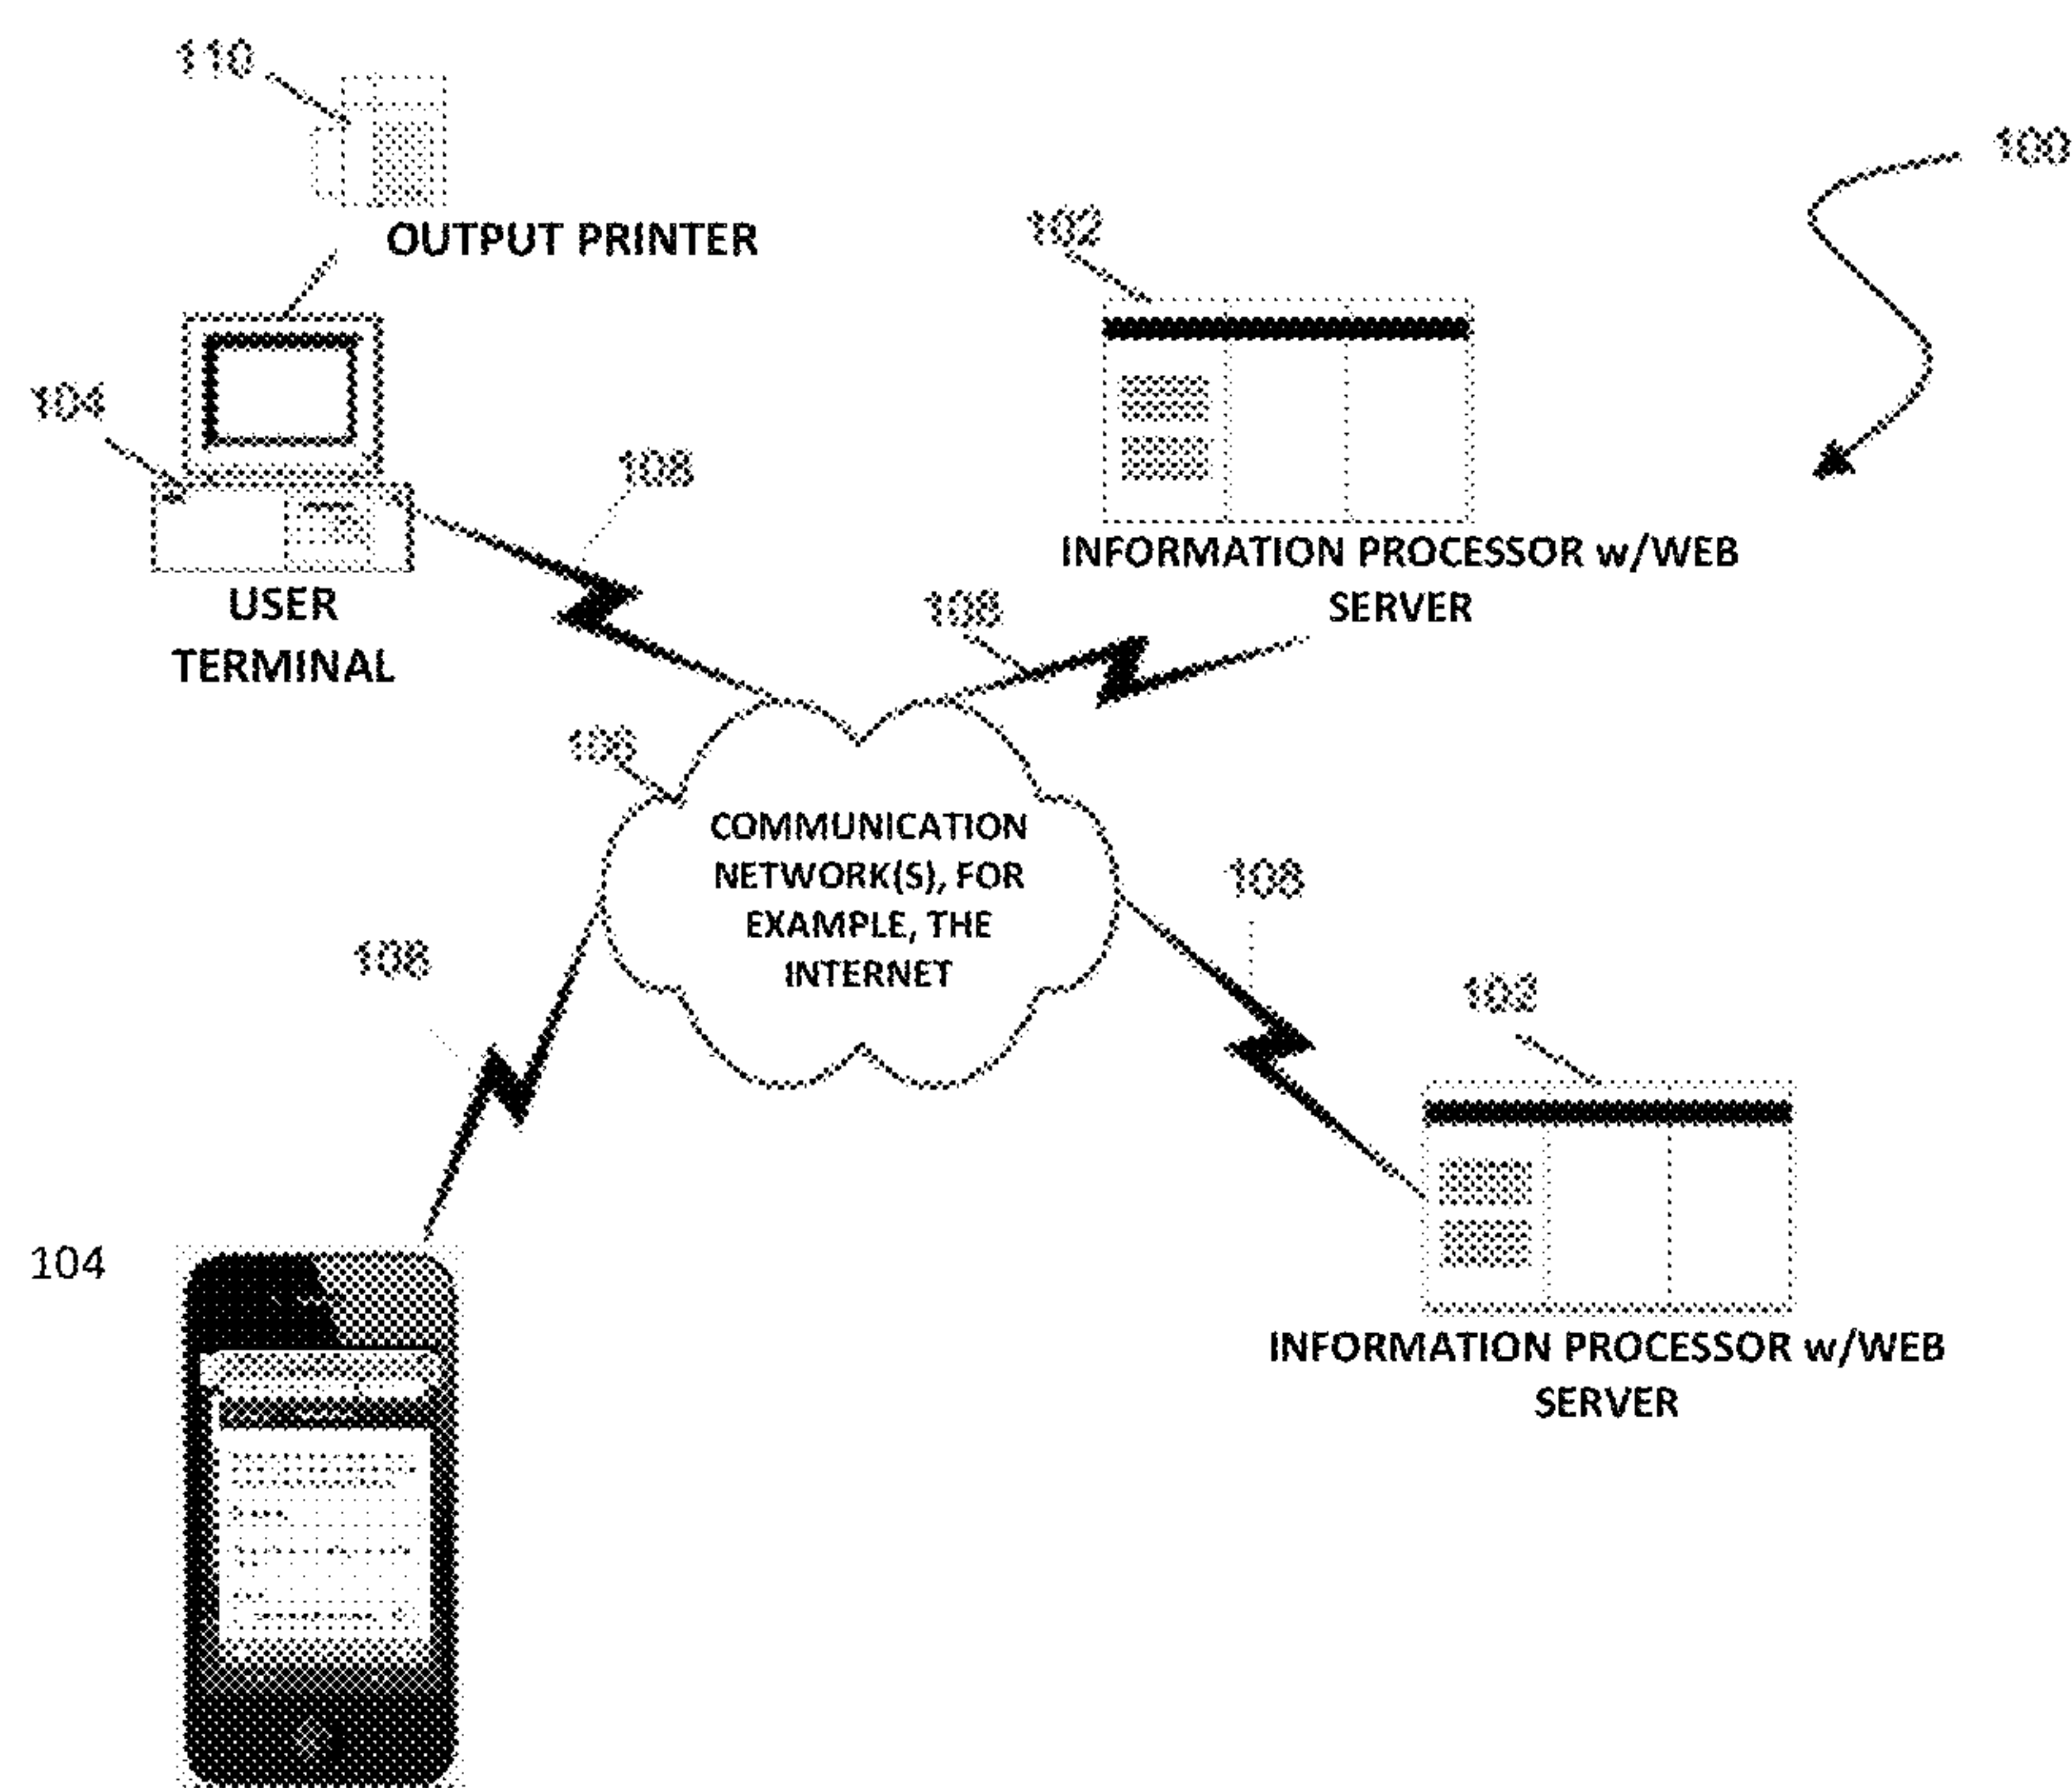 110
100
OUTPUT PRINTER
102
104
108
INFORMATION PROCESSOR w/WEB
SERVER
USER
TERMINAL
108
106
COMMUNICATION
NETWORK(S), FOR
EXAMPLE, THE
INTERNET
108
108
102
104
INFORMATION PROCESSOR w/WEB
SERVER